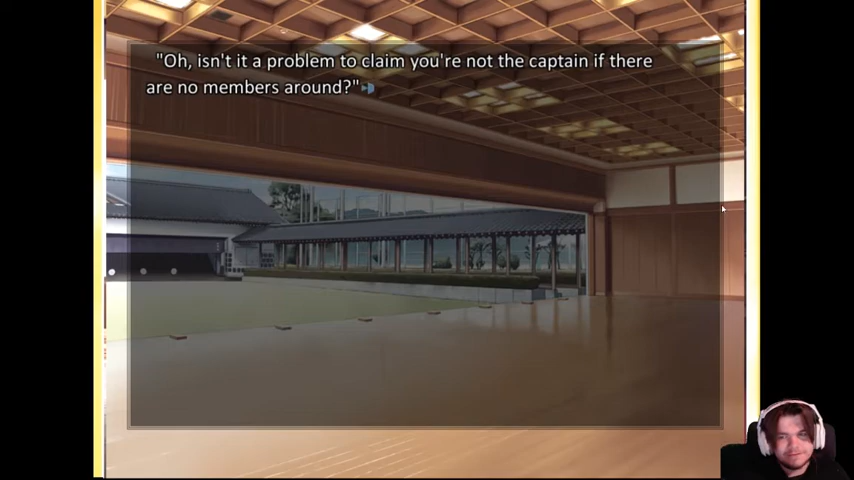 "Oh, isn't it a problem to claim you're not the captain if there
are no members around?"